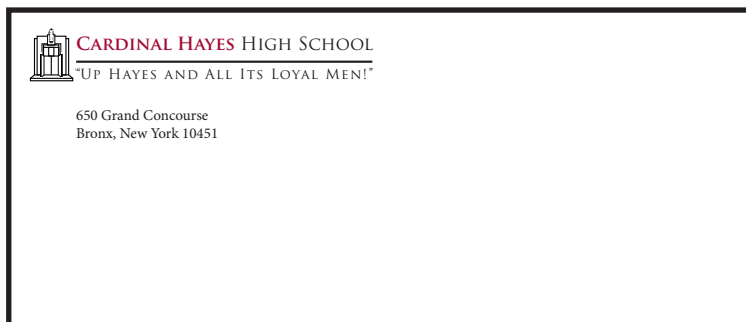 CARDINAL HAYES HIGH SCHOOL
"UP HAYES AND ALL ITS LOYAL MEN!"
650 Grand Concourse
Bronx, New York 10451